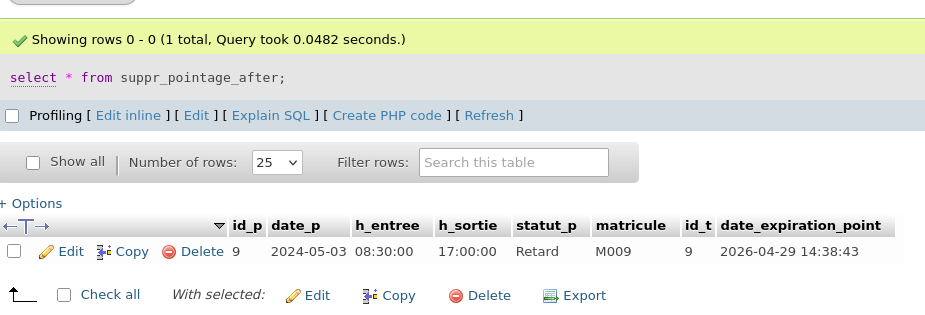 Showing rows 0 - 0 (1 total, Query took 0.0482 seconds.)
select * from suppr_pointage_after;
Profiling [ Edit inline ] [ Edit ] [ Explain SQL ] [ Create PHP code ] [ Refresh ]
Show all Number of rows: 25 Filter rows: Search this table
+ Options
id_p date_p h_entree h_sortie statut_p matricule id_t date_expiration_point
Edit Copy Delete 9 2024-05-03 08:30:00 17:00:00 Retard M009 9 2026-04-29 14:38:43
Check all With selected: Edit Copy Delete Export